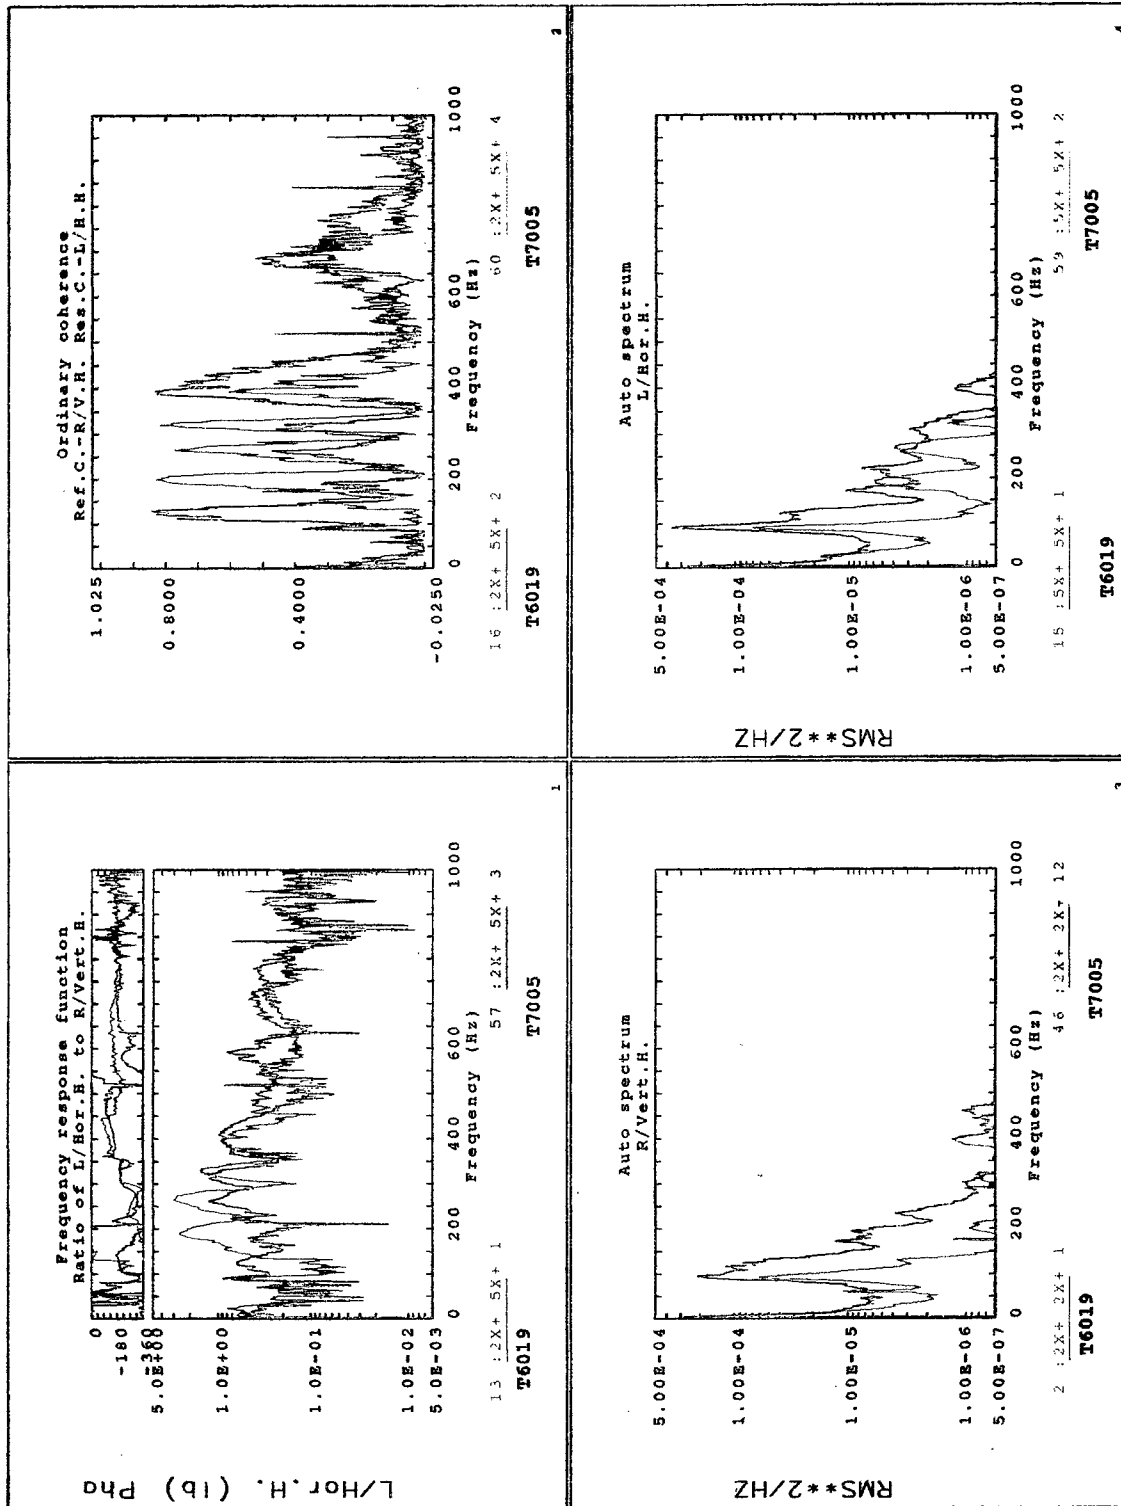 Frequency response function
Ratio of L/Hor.H. to R/Vert.H.
L/Hor.H. (lb) Pha
0
-180
-360
5.0E+00
1.0E+00
1.0E-01
1.0E-02
5.0E-03
0 200 400 600 1000
Frequency (Hz)
13 :2X+ 5X+ 1 57 :2X+ 5X+ 3
T6019 T7005
1
Ordinary coherence
Ref.C.-R/V.H. Res.C.-L/H.H.
1.025
0.8000
0.4000
-0.0250
0 200 400 600 1000
Frequency (Hz)
16 :2X+ 5X+ 2 60 :2X+ 5X+ 4
T6019 T7005
2
Auto spectrum
R/Vert.H.
RMS**2/HZ
5.00E-04
1.00E-04
1.00E-05
1.00E-06
5.00E-07
0 200 400 600 1000
Frequency (Hz)
2 :2X+ 2X+ 1 46 :2X+ 2X+ 12
T6019 T7005
3
Auto spectrum
L/Hor.H.
RMS**2/HZ
5.00E-04
1.00E-04
1.00E-05
1.00E-06
5.00E-07
0 200 400 600 1000
Frequency (Hz)
15 :5X+ 5X+ 1 59 :5X+ 5X+ 2
T6019 T7005